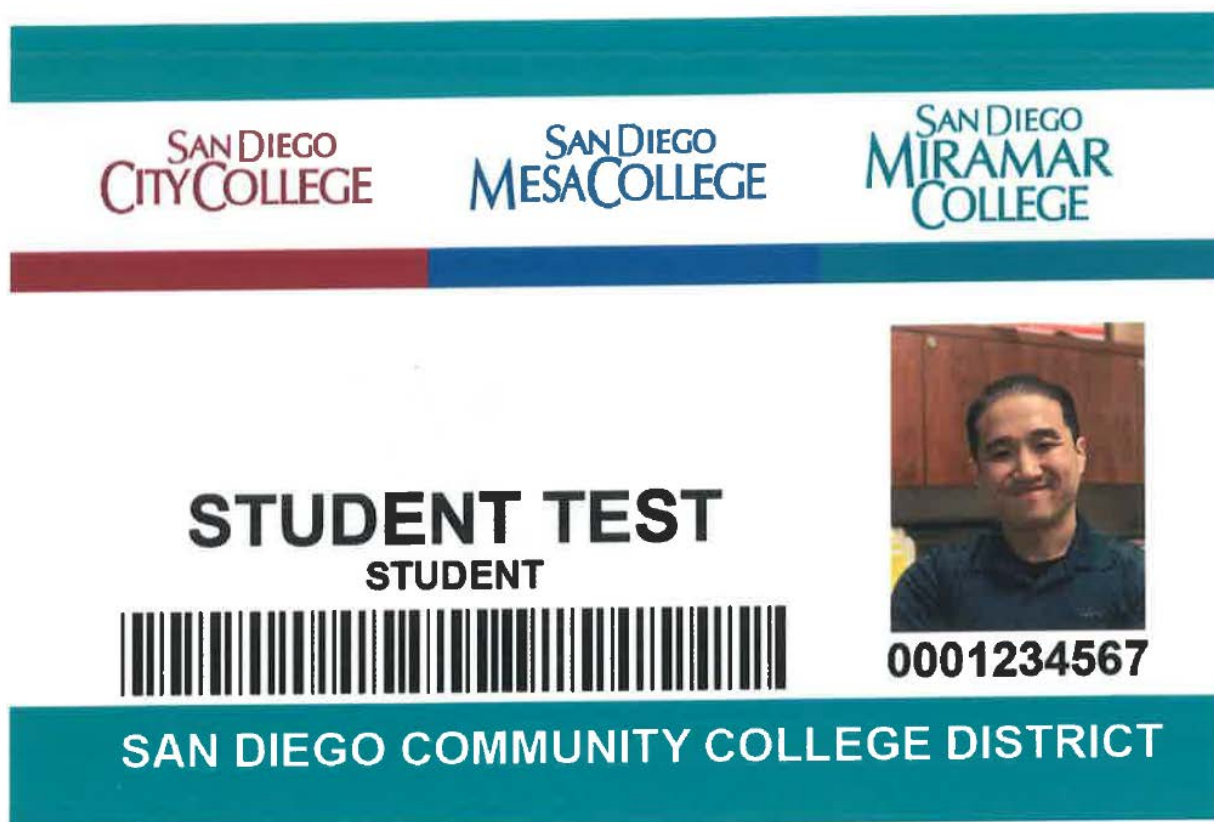 SAN DIEGO
CITY COLLEGE
SAN DIEGO
MESA COLLEGE
SAN DIEGO
MIRAMAR
COLLEGE
STUDENT TEST
STUDENT
0001234567
SAN DIEGO COMMUNITY COLLEGE DISTRICT